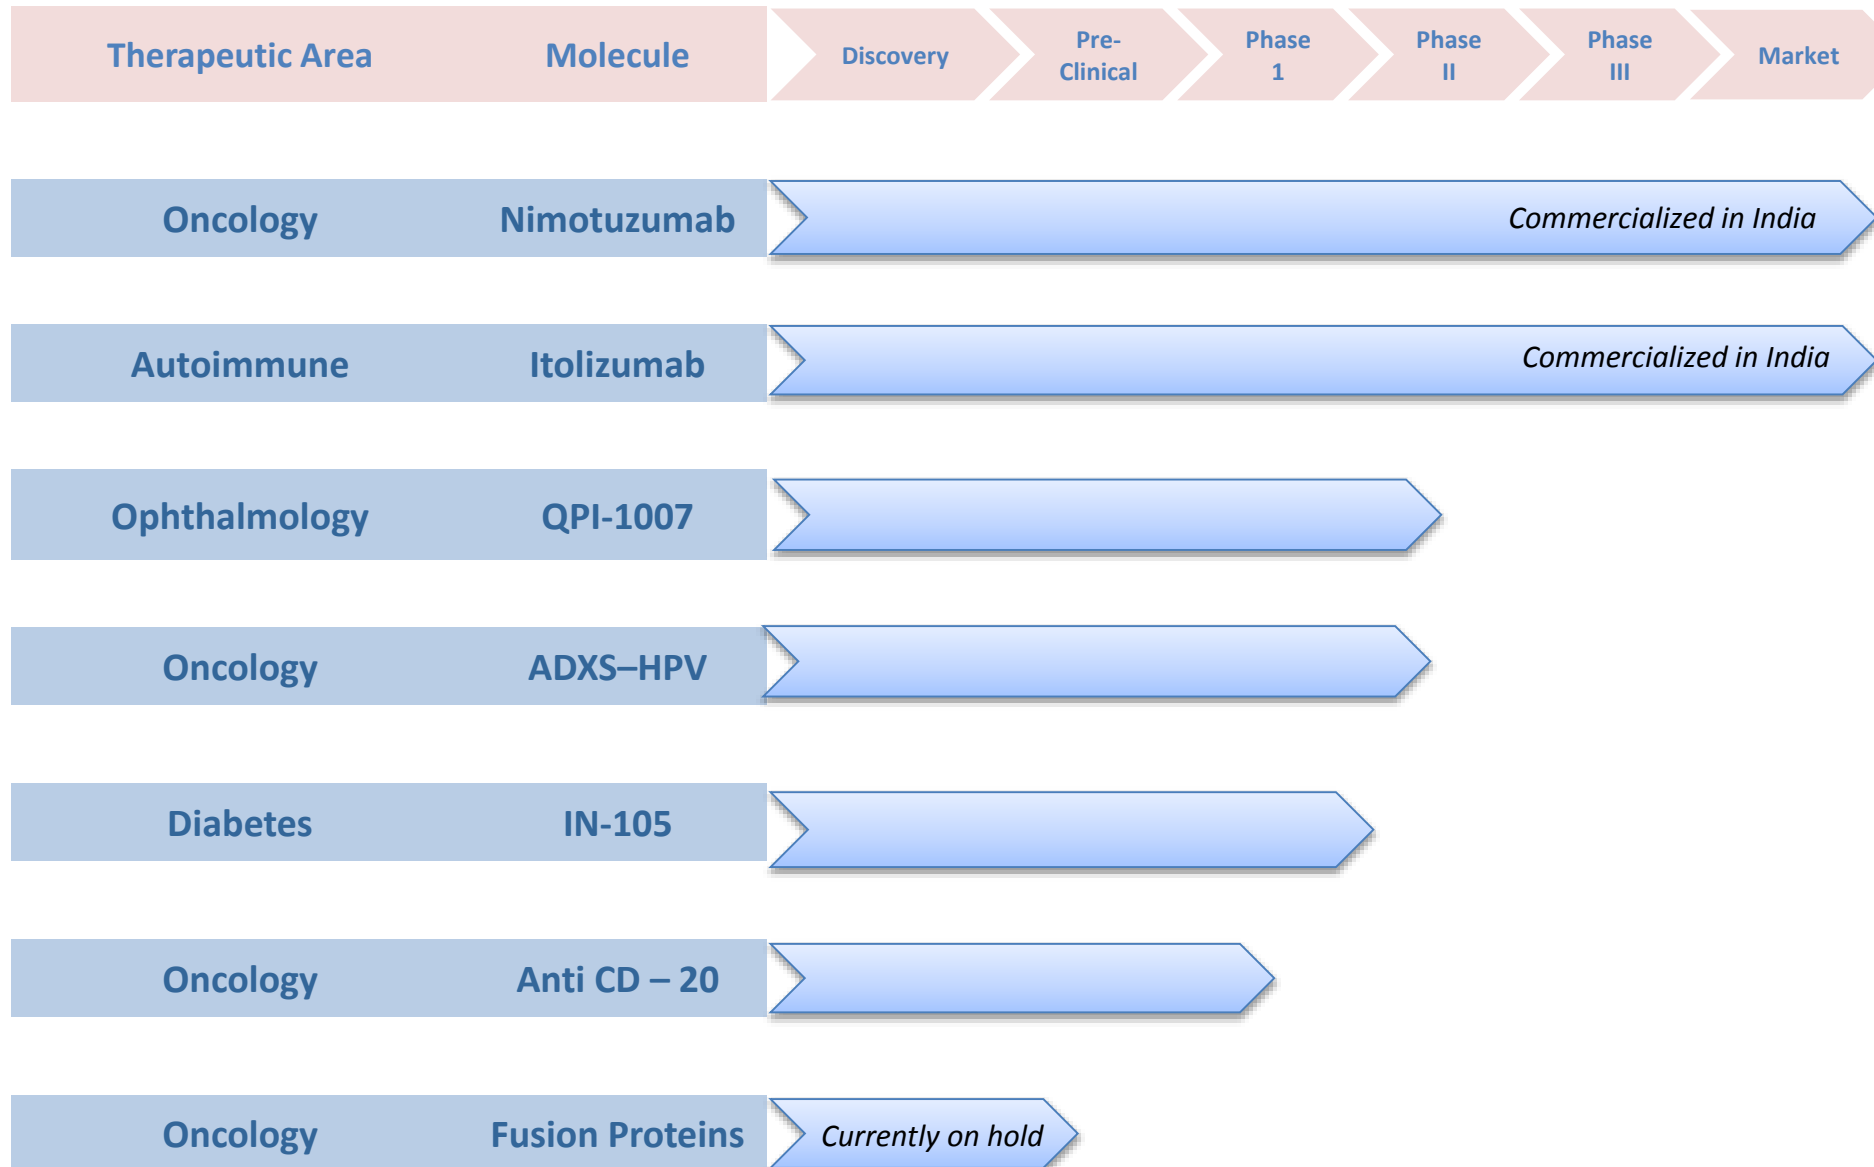 Therapeutic Area Molecule Discovery Pre- Clinical Phase 1 Phase II Phase III Market
Oncology Nimotuzumab Commercialized in India
Autoimmune Itolizumab Commercialized in India
Ophthalmology QPI-1007
Oncology ADXS–HPV
Diabetes IN-105
Oncology Anti CD – 20
Oncology Fusion Proteins Currently on hold